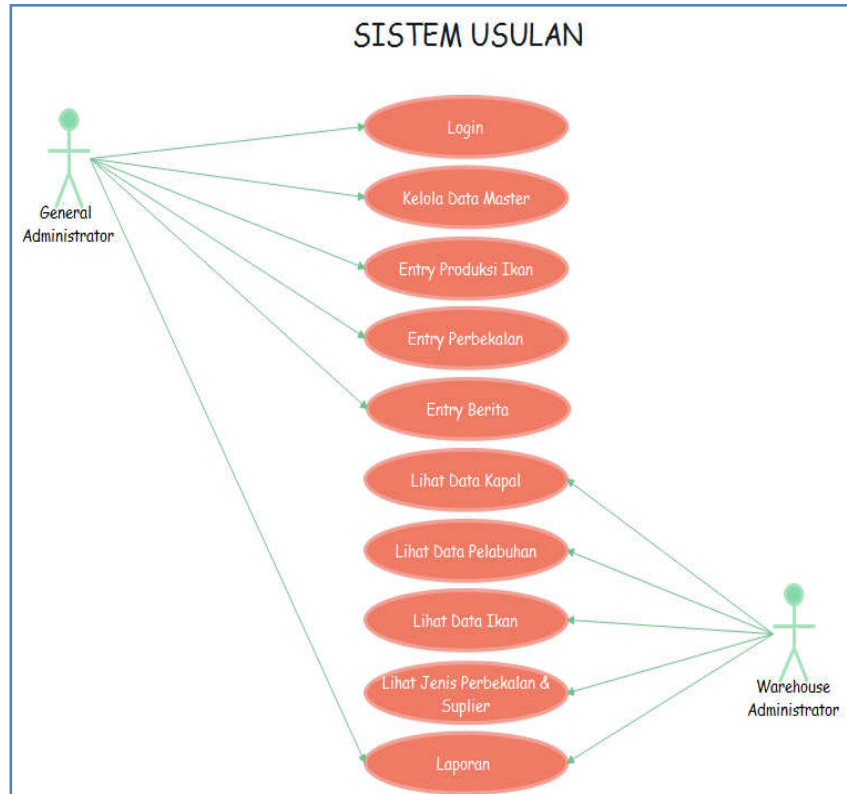 SISTEM USULAN
Login
General
Administrator
Kelola Data Master
Entry Produksi Ikan
Entry Perbekalan
Entry Berita
Lihat Data Kapal
Lihat Data Pelabuhan
Lihat Data Ikan
Lihat Jenis Perbekalan &
Suplier
Warehouse
Administrator
Laporan